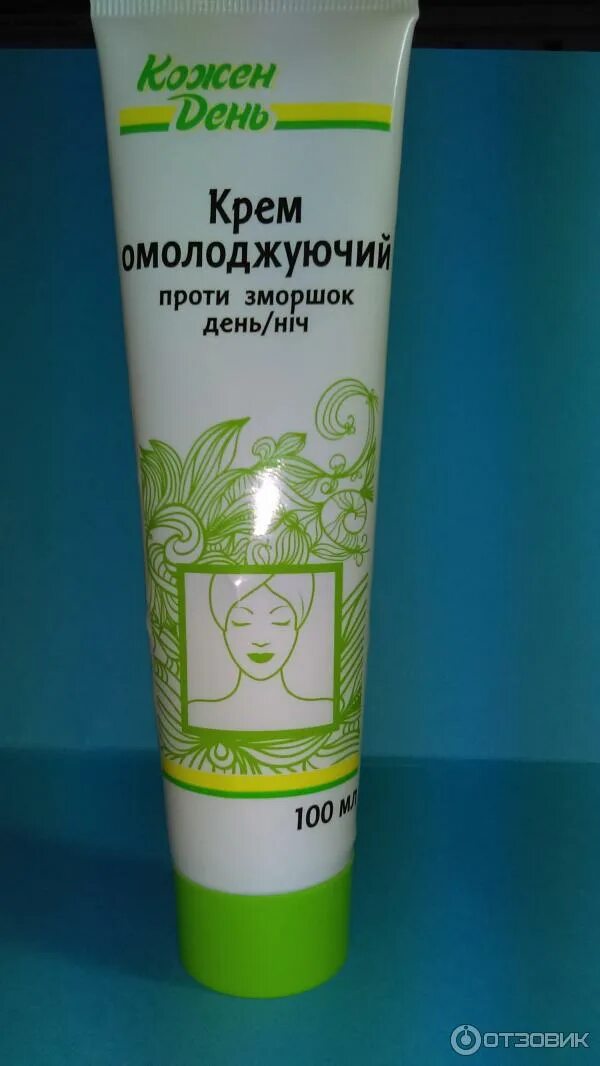 Кожен
День
Крем
омолоджуючий
проти зморшок
день/ніч
100 мл
ОТЗОВИК